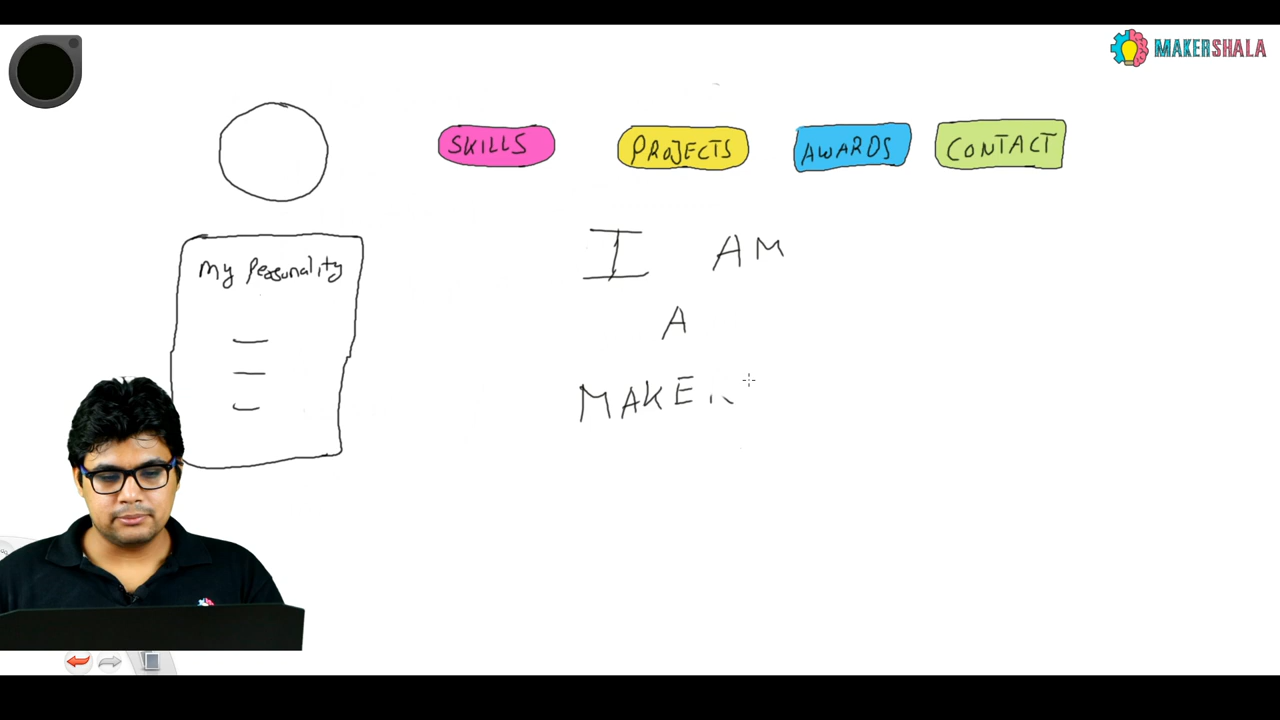 MAKERSHALA
SKILLS
PROJECTS
AWARDS
CONTACT
My Personality
I AM
A
MAKE